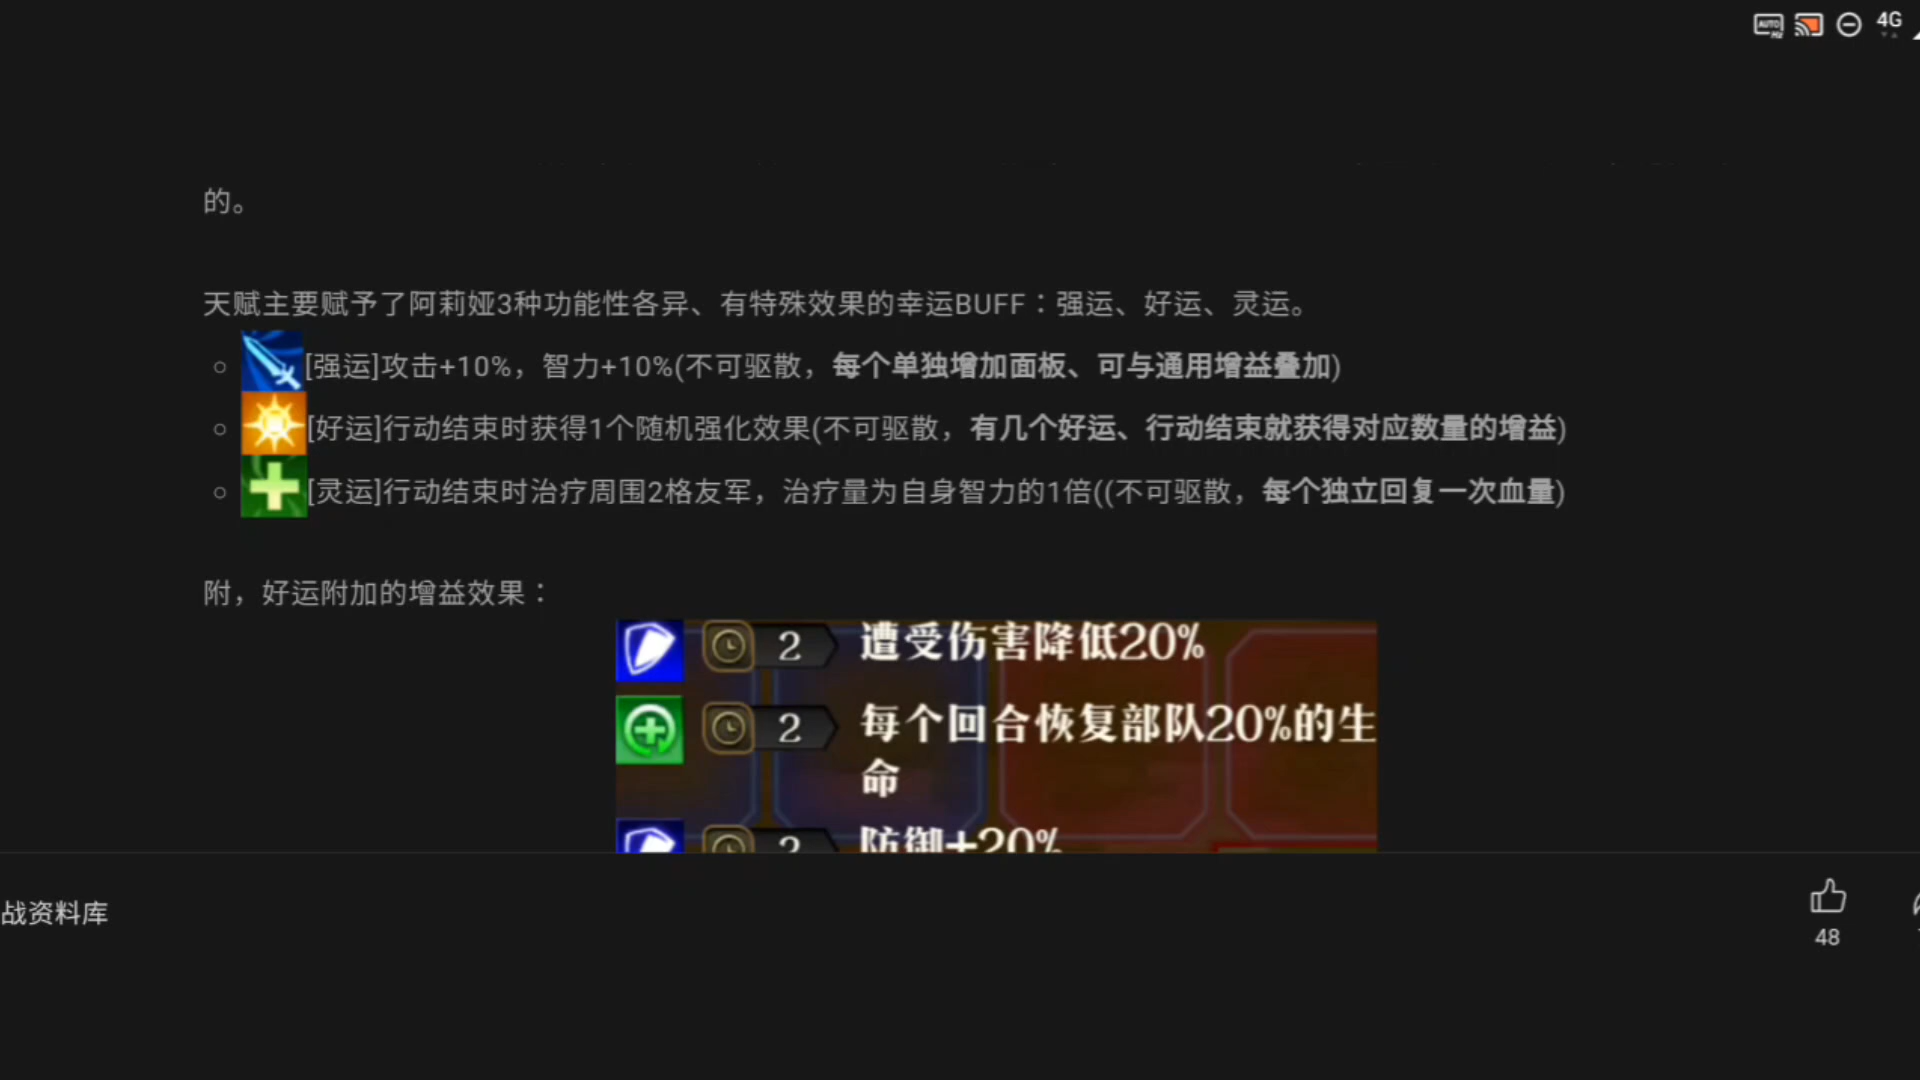 AUTO
Hz
4G
的。
天赋主要赋予了阿莉娅3种功能性各异、有特殊效果的幸运BUFF：强运、好运、灵运。
[强运]攻击+10%，智力+10%(不可驱散，每个单独增加面板、可与通用增益叠加)
[好运]行动结束时获得1个随机强化效果(不可驱散，有几个好运、行动结束就获得对应数量的增益)
[灵运]行动结束时治疗周围2格友军，治疗量为自身智力的1倍((不可驱散，每个独立回复一次血量)
附，好运附加的增益效果：
2 遭受伤害降低20%
2 每个回合恢复部队20%的生
命
2 防御+20%
战资料库
48